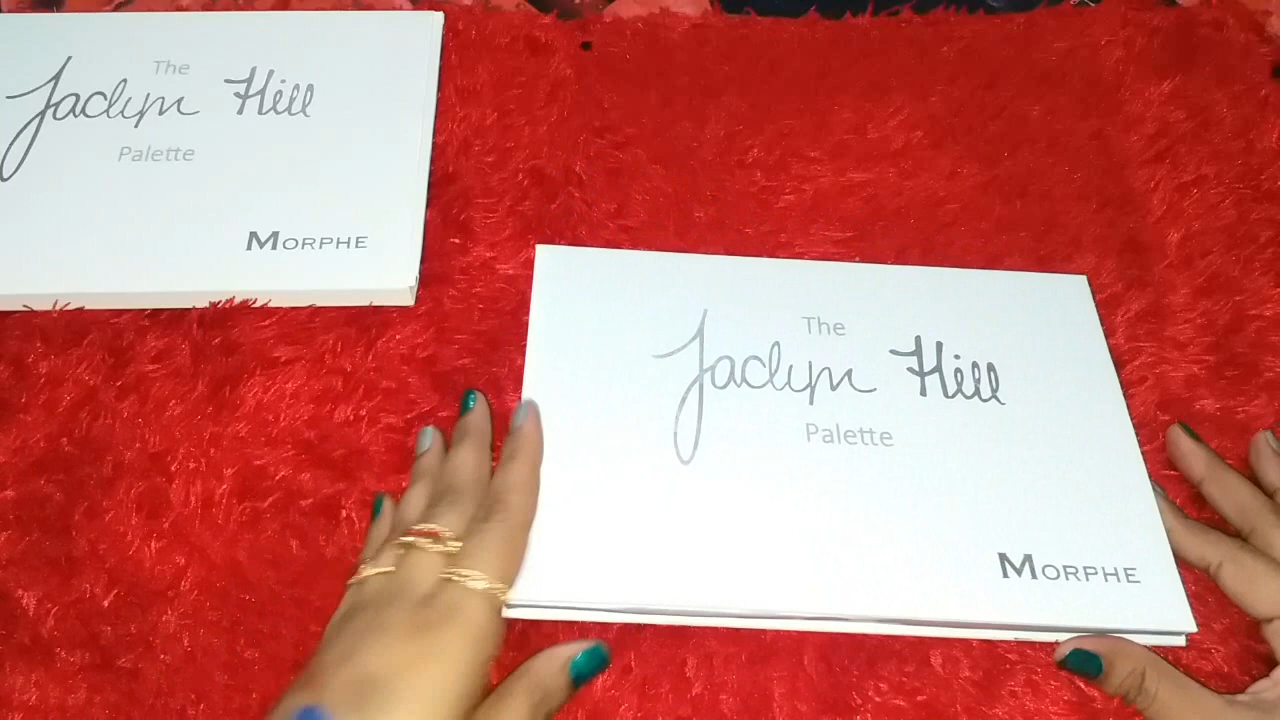 The
Jaclyn Hill
Palette
MORPHE
The
Jaclyn Hill
Palette
MORPHE